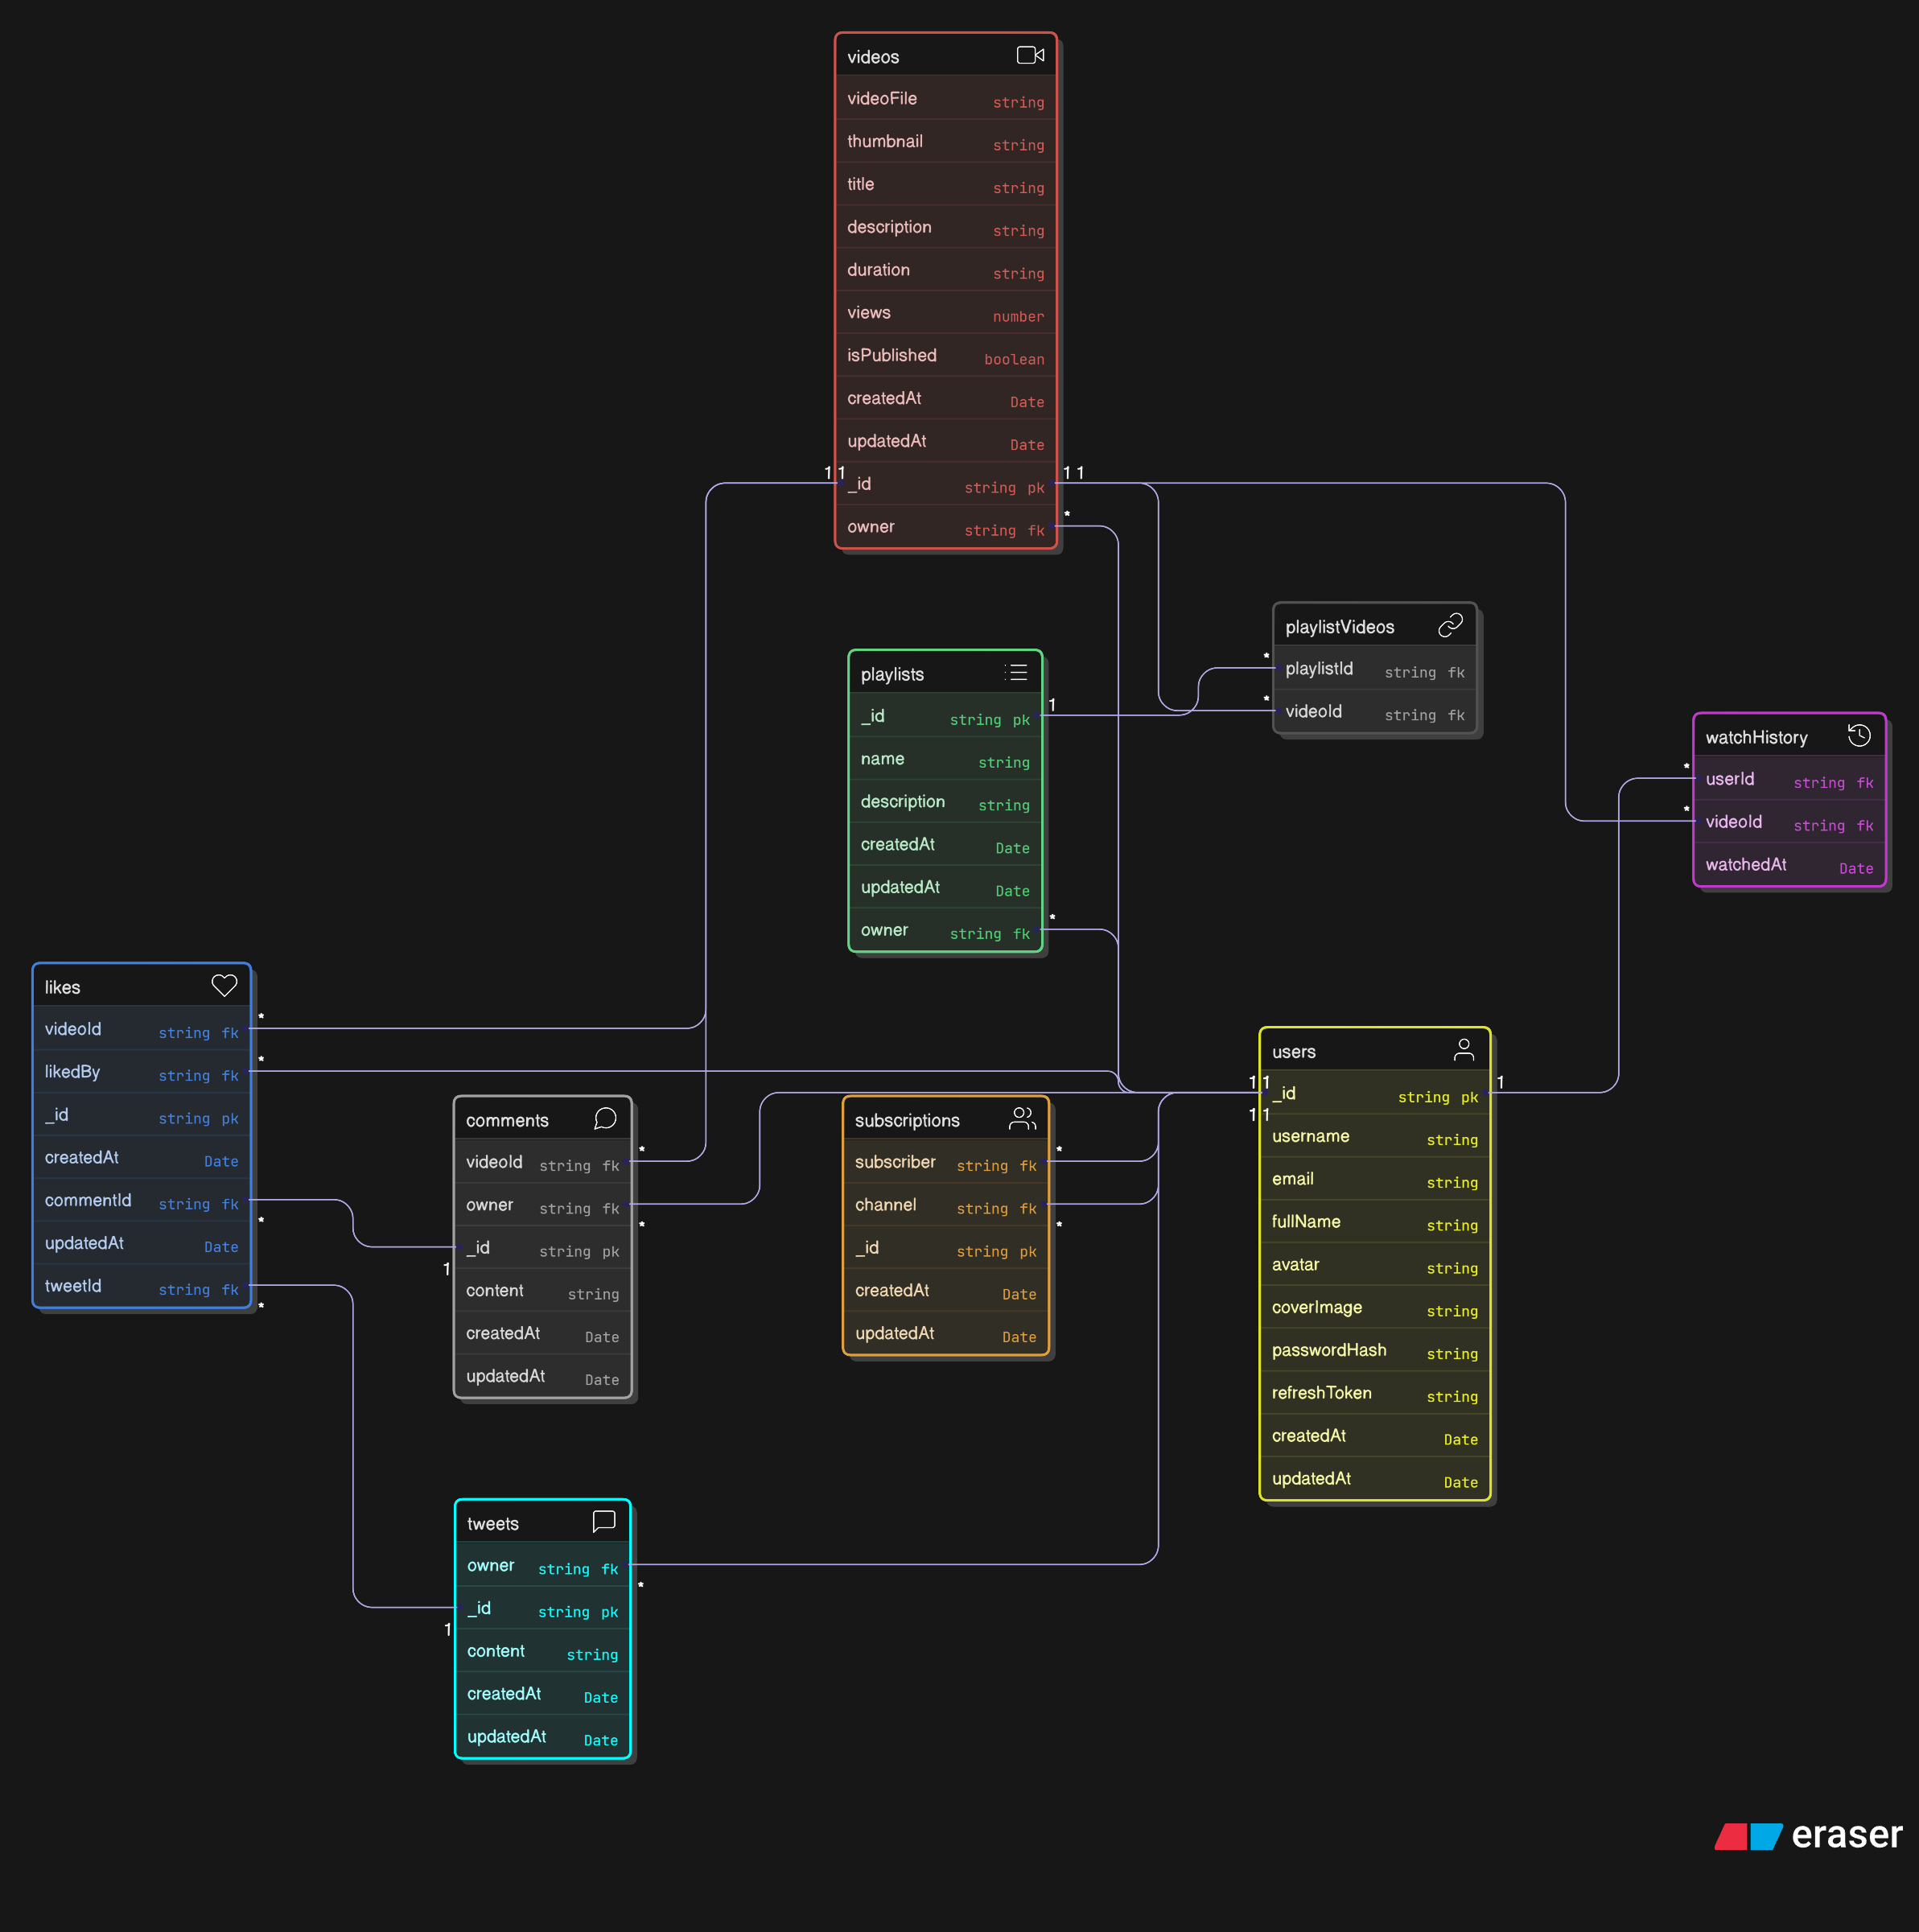 videos
videoFile string
thumbnail string
title string
description string
duration string
views number
isPublished boolean
createdAt Date
updatedAt Date
1 1 _id string pk 1 1
owner string fk *
playlistVideos
* playlistId string fk
* videoId string fk
playlists
_id string pk 1
name string
description string
createdAt Date
updatedAt Date
owner string fk *
watchHistory
* userId string fk
* videoId string fk
watchedAt Date
likes
videoId string fk *
likedBy string fk *
_id string pk
createdAt Date
commentId string fk *
updatedAt Date
tweetId string fk *
comments
videoId string fk *
owner string fk *
1 _id string pk
content string
createdAt Date
updatedAt Date
subscriptions
subscriber string fk *
channel string fk *
_id string pk
createdAt Date
updatedAt Date
users
1 1 _id string pk 1
1 1
username string
email string
fullName string
avatar string
coverImage string
passwordHash string
refreshToken string
createdAt Date
updatedAt Date
tweets
owner string fk *
1 _id string pk
content string
createdAt Date
updatedAt Date
eraser